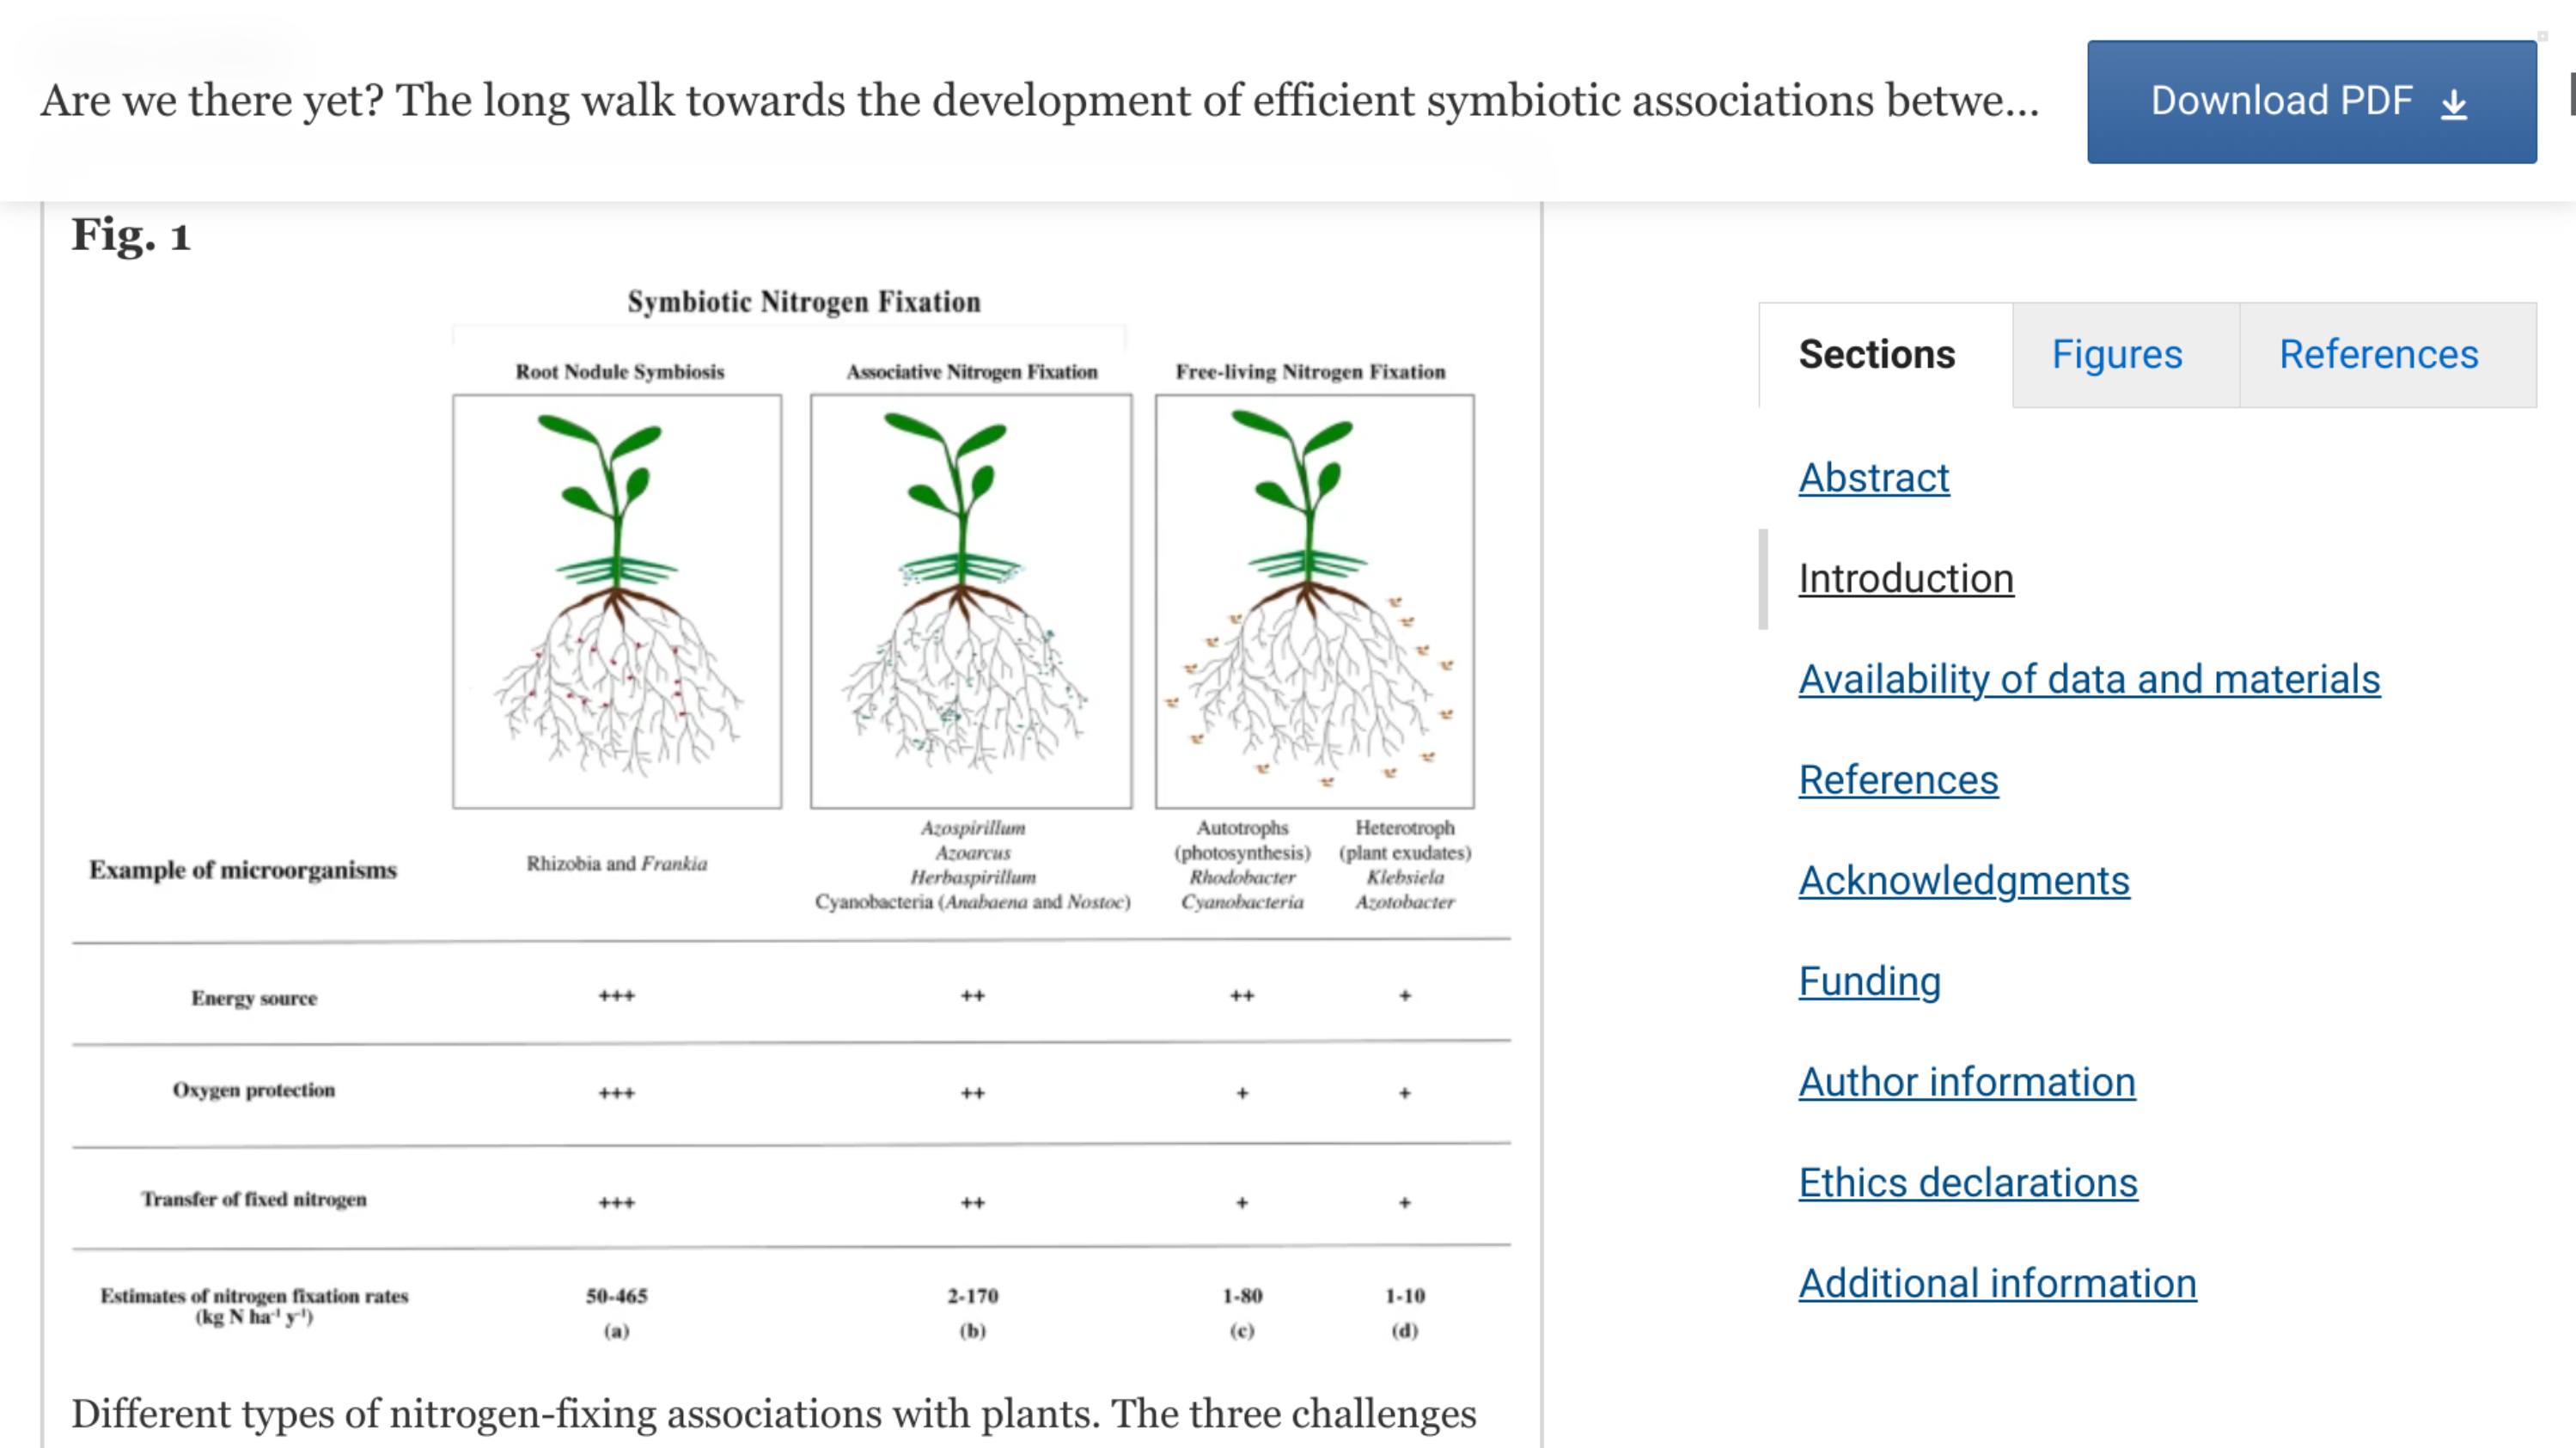 Are we there yet? The long walk towards the development of efficient symbiotic associations betwe...
Download PDF
Fig. 1
Symbiotic Nitrogen Fixation
Root Nodule Symbiosis
Associative Nitrogen Fixation
Free-living Nitrogen Fixation
Example of microorganisms
Rhizobia and Frankia
Azospirillum
Azoarcus
Herbaspirillum
Cyanobacteria (Anabaena and Nostoc)
Autotrophs
(photosynthesis)
Rhodobacter
Cyanobacteria
Heterotroph
(plant exudates)
Klebsiela
Azotobacter
Energy source +++ ++ ++ +
Oxygen protection +++ ++ + +
Transfer of fixed nitrogen +++ ++ + +
Estimates of nitrogen fixation rates 50-465 2-170 1-80 1-10
(kg N ha⁻¹ y⁻¹) (a) (b) (c) (d)
Different types of nitrogen-fixing associations with plants. The three challenges
Sections Figures References
Abstract
Introduction
Availability of data and materials
References
Acknowledgments
Funding
Author information
Ethics declarations
Additional information